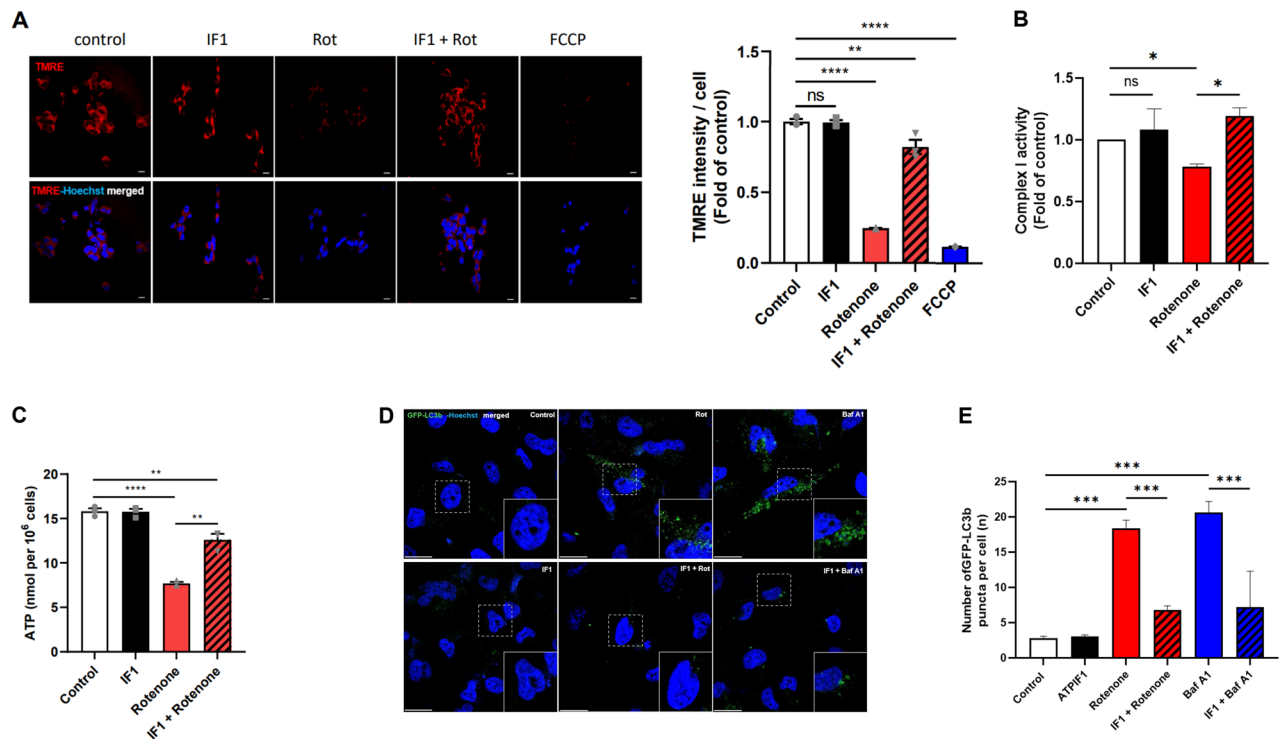 A
control IF1 Rot IF1 + Rot FCCP
TMRE
TMRE-Hoechst merged
TMRE intensity / cell
(Fold of control)
1.5
1.0
0.5
0.0
****
**
****
ns
Control
IF1
Rotenone
IF1 + Rotenone
FCCP
B
Complex I activity
(Fold of control)
1.5
1.0
0.5
0.0
*
ns
*
Control
IF1
Rotenone
IF1 + Rotenone
C
ATP (nmol per 10⁶ cells)
20
15
10
5
0
**
****
**
Control
IF1
Rotenone
IF1 + Rotenone
D
GFP-LC3b -Hoechst merged Control
Rot
Baf A1
IF1
IF1 + Rot
IF1 + Baf A1
E
Number ofGFP-LC3b
puncta per cell (n)
25
20
15
10
5
0
***
***
***
***
Control
ATPIF1
Rotenone
IF1 + Rotenone
Baf A1
IF1 + Baf A1